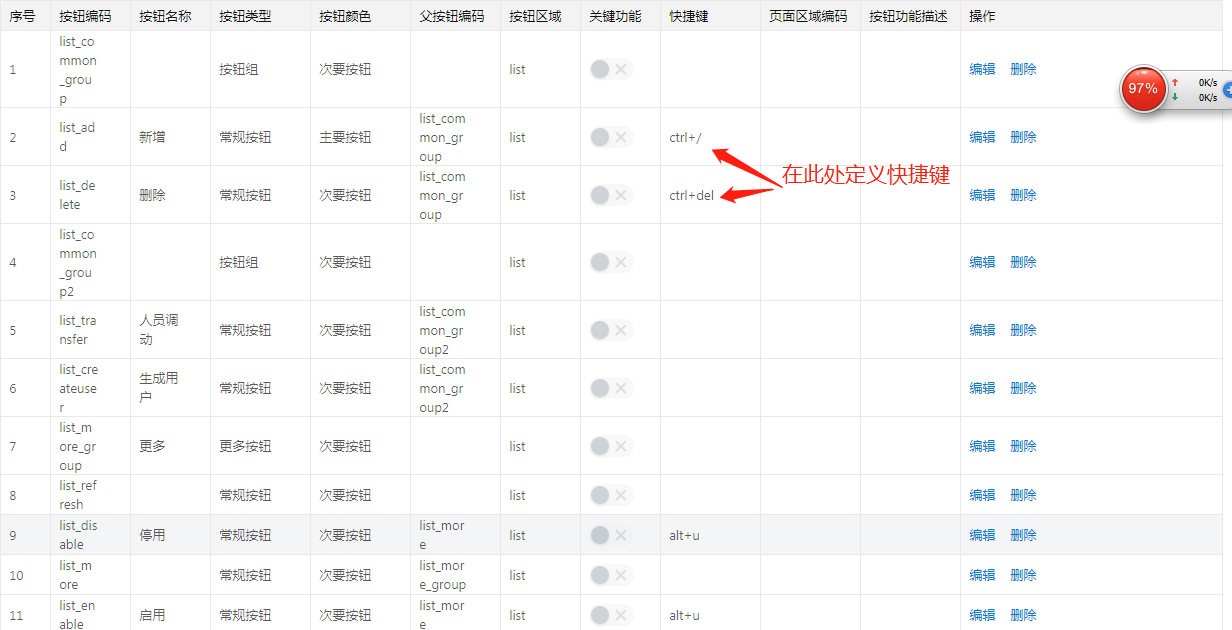 序号 按钮编码 按钮名称 按钮类型 按钮颜色 父按钮编码 按钮区域 关键功能 快捷键 页面区域编码 按钮功能描述 操作
1 list_common_group 按钮组 次要按钮 list 编辑 删除
97% 0K/s
0K/s
2 list_add 新增 常规按钮 主要按钮 list_common_group list ctrl+/ 编辑 删除
在此处定义快捷键
3 list_delete 删除 常规按钮 次要按钮 list_common_group list ctrl+del 编辑 删除
4 list_common_group2 按钮组 次要按钮 list 编辑 删除
5 list_transfer 人员调动 常规按钮 次要按钮 list_common_group2 list 编辑 删除
6 list_createuser 生成用户 常规按钮 次要按钮 list_common_group2 list 编辑 删除
7 list_more_group 更多 更多按钮 次要按钮 list 编辑 删除
8 list_refresh 常规按钮 次要按钮 list 编辑 删除
9 list_disable 停用 常规按钮 次要按钮 list_more list alt+u 编辑 删除
10 list_more 常规按钮 次要按钮 list_more_group list 编辑 删除
11 list_enable 启用 常规按钮 次要按钮 list_more list alt+u 编辑 删除